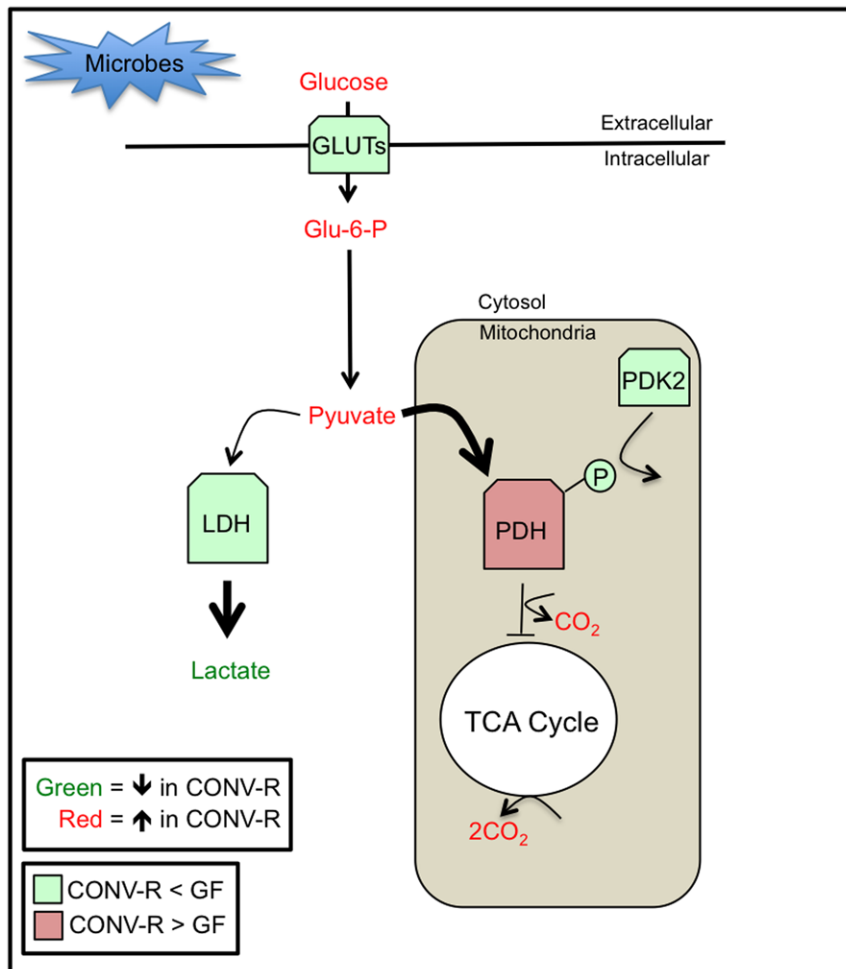 Microbes
Glucose
GLUTs
Extracellular
Intracellular
Glu-6-P
Cytosol
Mitochondria
PDK2
Pyuvate
P
LDH
PDH
CO₂
Lactate
TCA Cycle
2CO₂
Green = 🡫 in CONV-R
Red = 🡩 in CONV-R
CONV-R < GF
CONV-R > GF